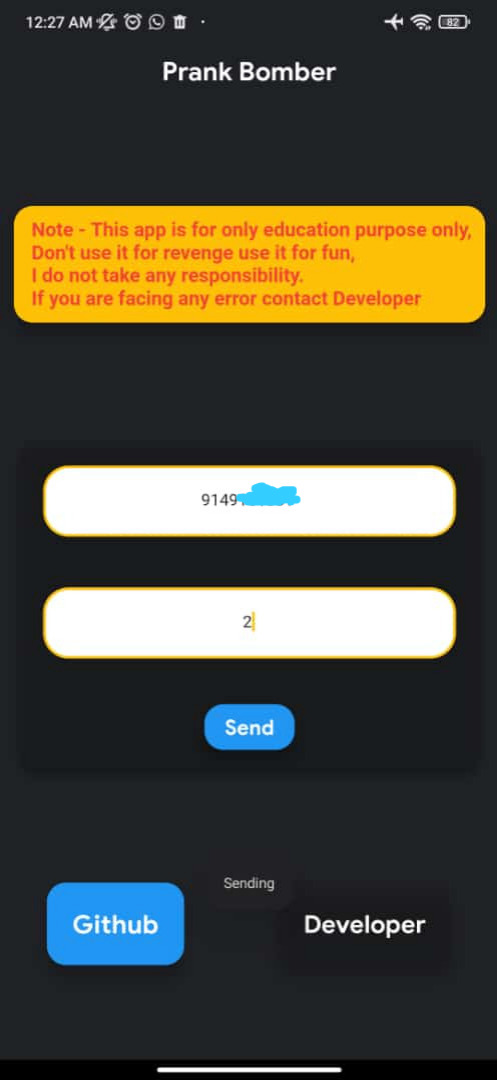 12:27 AM
82
Prank Bomber
Note - This app is for only education purpose only,
Don't use it for revenge use it for fun,
I do not take any responsibility.
If you are facing any error contact Developer
9149
2
Send
Sending
Github
Developer